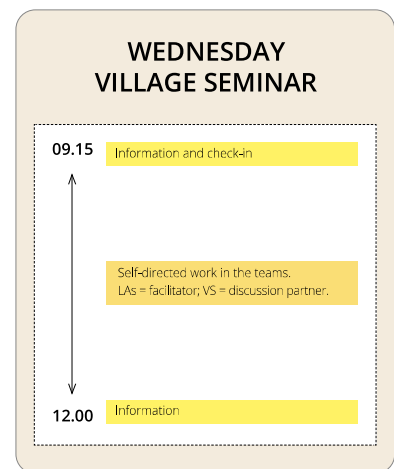 WEDNESDAY
VILLAGE SEMINAR
09.15
Information and check-in
Self-directed work in the teams.
LAs = facilitator; VS = discussion partner.
12.00
Information